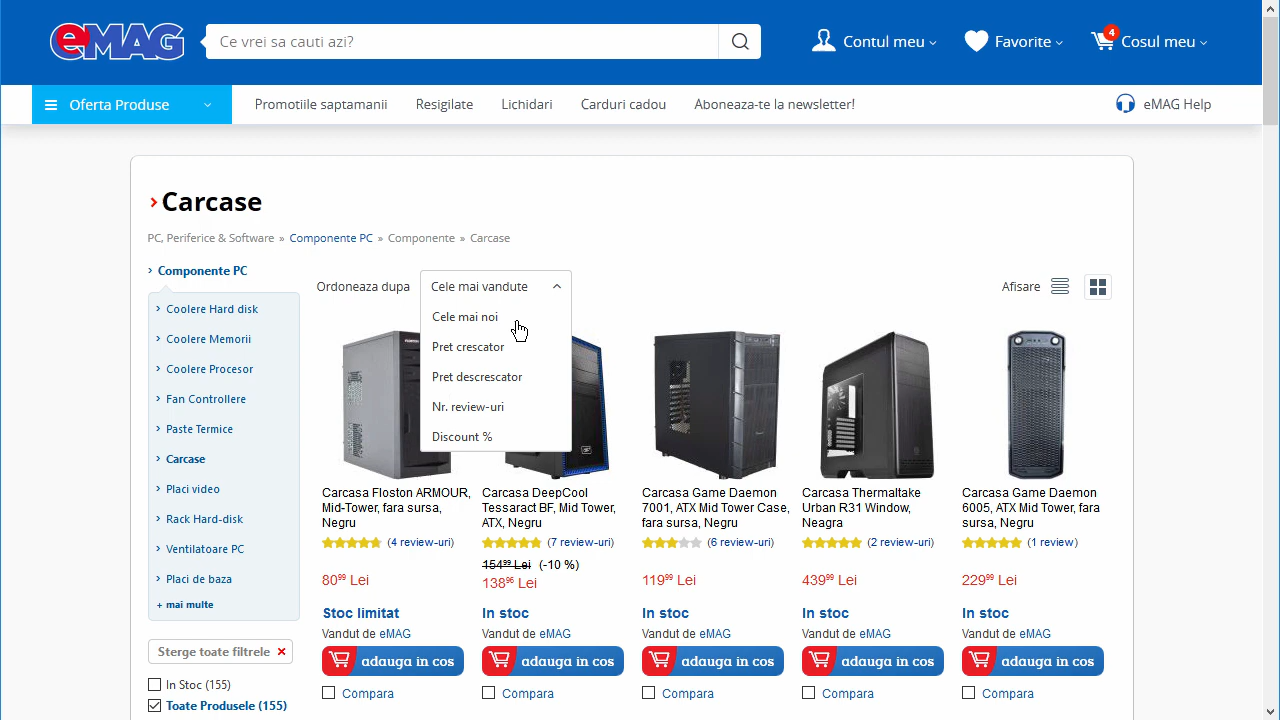 eMAG
Ce vrei sa cauti azi?
Contul meu
Favorite
4
Cosul meu
Oferta Produse
Promotiile saptamanii
Resigilate
Lichidari
Carduri cadou
Aboneaza-te la newsletter!
eMAG Help
Carcase
PC, Periferice & Software » Componente PC » Componente » Carcase
Componente PC
Coolere Hard disk
Coolere Memorii
Coolere Procesor
Fan Controllere
Paste Termice
Carcase
Placi video
Rack Hard-disk
Ventilatoare PC
Placi de baza
+ mai multe
Sterge toate filtrele ×
In Stoc (155)
Toate Produsele (155)
Ordoneaza dupa
Cele mai vandute
Cele mai noi
Pret crescator
Pret descrescator
Nr. review-uri
Discount %
Afisare
Carcasa Floston ARMOUR,
Mid-Tower, fara sursa,
Negru
(4 review-uri)
80⁹⁹ Lei
Stoc limitat
Vandut de eMAG
adauga in cos
Compara
Carcasa DeepCool
Tessaract BF, Mid Tower,
ATX, Negru
(7 review-uri)
154⁹⁹ Lei (-10 %)
138⁹⁶ Lei
In stoc
Vandut de eMAG
adauga in cos
Compara
Carcasa Game Daemon
7001, ATX Mid Tower Case,
fara sursa, Negru
(6 review-uri)
119⁹⁹ Lei
In stoc
Vandut de eMAG
adauga in cos
Compara
Carcasa Thermaltake
Urban R31 Window,
Neagra
(2 review-uri)
439⁹⁹ Lei
In stoc
Vandut de eMAG
adauga in cos
Compara
Carcasa Game Daemon
6005, ATX Mid Tower, fara
sursa, Negru
(1 review)
229⁹⁹ Lei
In stoc
Vandut de eMAG
adauga in cos
Compara